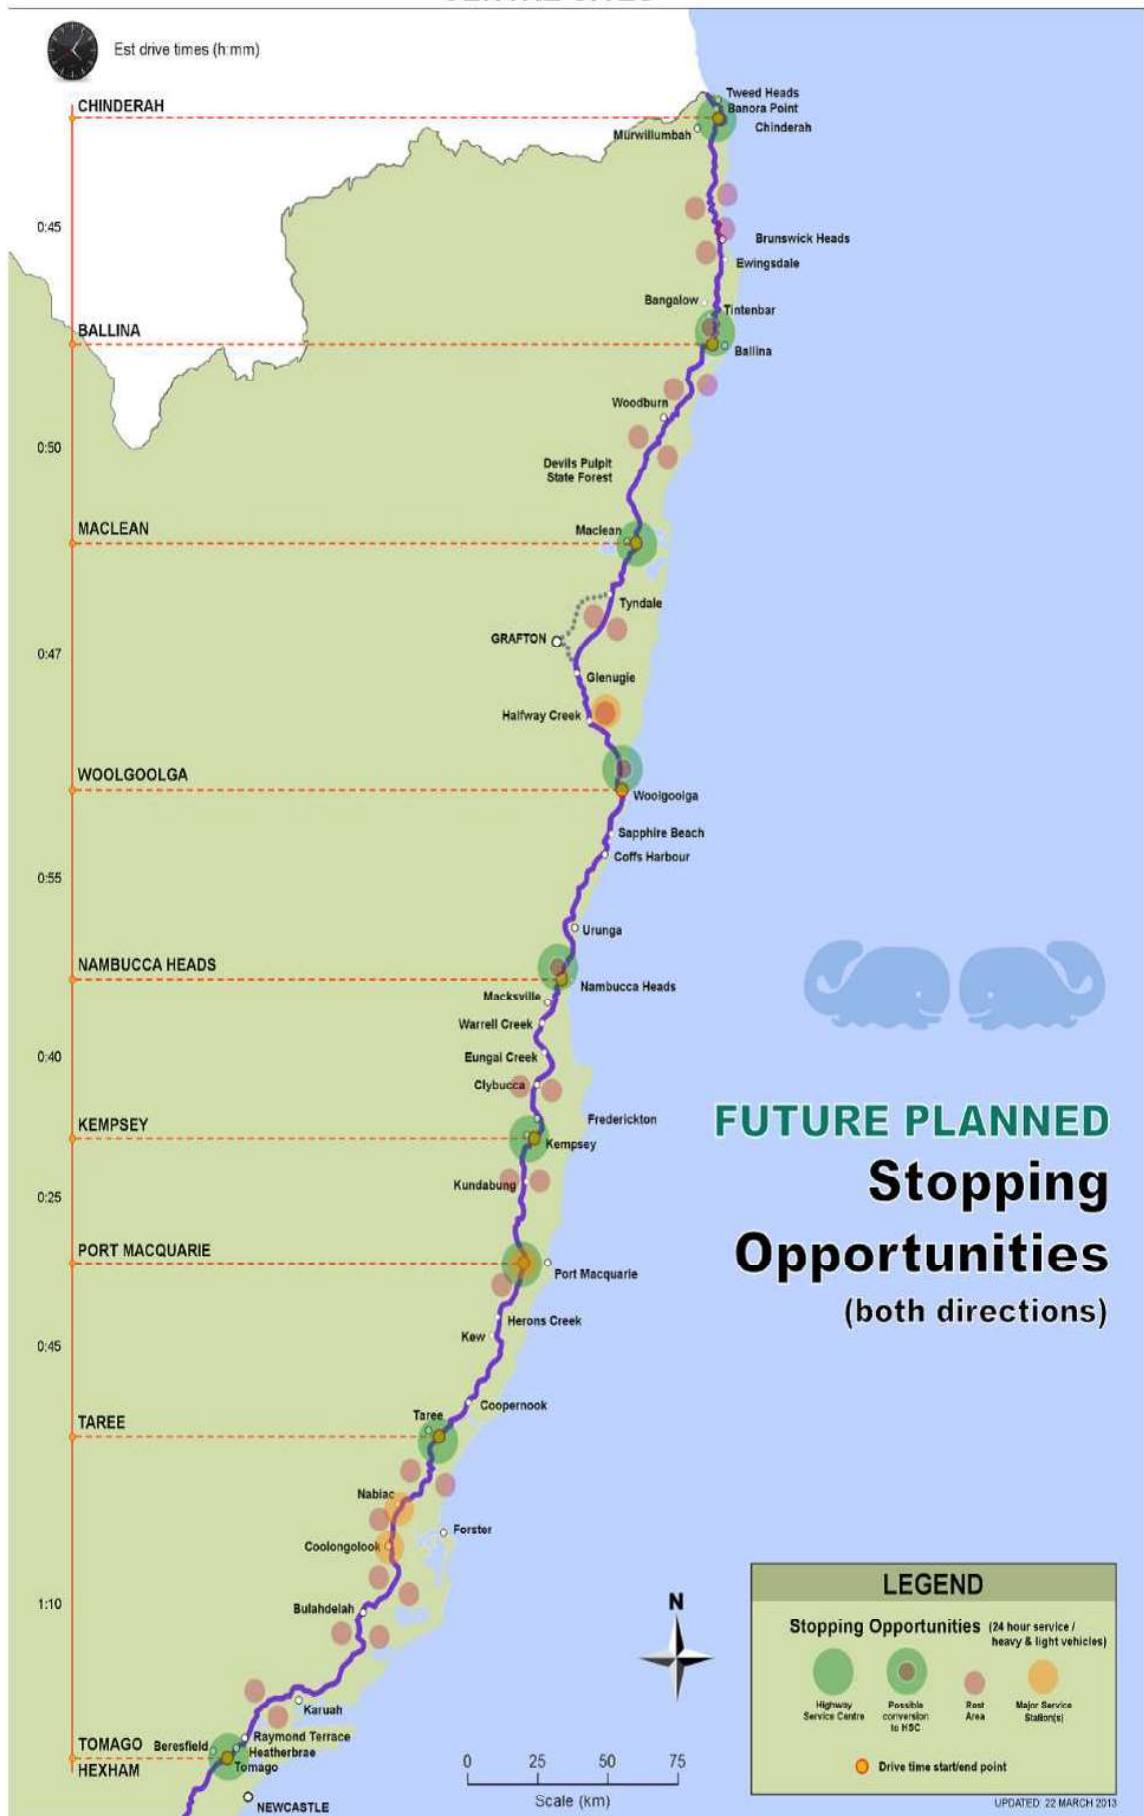 Est drive times (h:mm)
CHINDERAH
Tweed Heads
Banora Point
Chinderah
Murwillumbah
0:45
Brunswick Heads
Ewingsdale
Bangalow
Tintenbar
BALLINA
Ballina
Woodburn
0:50
Devils Pulpit
State Forest
MACLEAN
Maclean
Tyndale
GRAFTON
0:47
Glenugie
Halfway Creek
WOOLGOOLGA
Woolgoolga
Sapphire Beach
Coffs Harbour
0:55
Urunga
NAMBUCCA HEADS
Nambucca Heads
Macksville
Warrell Creek
0:40
Eungai Creek
Clybucca
Frederickton
KEMPSEY
Kempsey
Kundabung
0:25
PORT MACQUARIE
Port Macquarie
Herons Creek
Kew
0:45
Coopernook
Taree
TAREE
Nabiac
Forster
Coolongolook
1:10
Bulahdelah
Karuah
Raymond Terrace
TOMAGO
Beresfield
Heatherbrae
HEXHAM
Tomago
NEWCASTLE
FUTURE PLANNED
Stopping
Opportunities
(both directions)
N
0 25 50 75
Scale (km)
LEGEND
Stopping Opportunities (24 hour service /
heavy & light vehicles)
Highway
Service Centre
Possible
conversion
to HSC
Rest
Area
Major Service
Station(s)
Drive time start/end point
UPDATED: 22 MARCH 2013